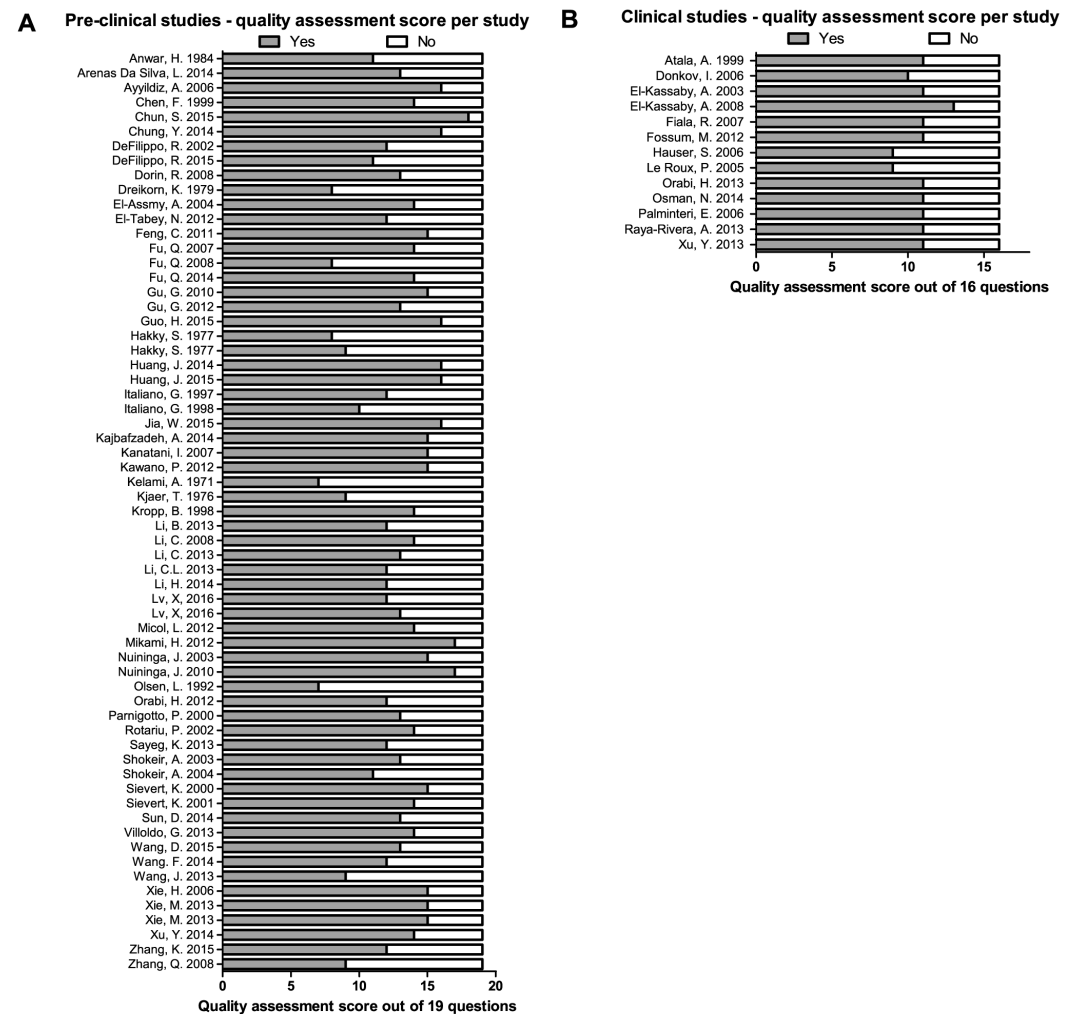 A
Pre-clinical studies - quality assessment score per study
Yes No
Anwar, H. 1984
Arenas Da Silva, L. 2014
Ayyildiz, A. 2006
Chen, F. 1999
Chun, S. 2015
Chung, Y. 2014
DeFilippo, R. 2002
DeFilippo, R. 2015
Dorin, R. 2008
Dreikorn, K. 1979
El-Assmy, A. 2004
El-Tabey, N. 2012
Feng, C. 2011
Fu, Q. 2007
Fu, Q. 2008
Fu, Q. 2014
Gu, G. 2010
Gu, G. 2012
Guo, H. 2015
Hakky, S. 1977
Hakky, S. 1977
Huang, J. 2014
Huang, J. 2015
Italiano, G. 1997
Italiano, G. 1998
Jia, W. 2015
Kajbafzadeh, A. 2014
Kanatani, I. 2007
Kawano, P. 2012
Kelami, A. 1971
Kjaer, T. 1976
Kropp, B. 1998
Li, B. 2013
Li, C. 2008
Li, C. 2013
Li, C.L. 2013
Li, H. 2014
Lv, X, 2016
Lv, X, 2016
Micol, L. 2012
Mikami, H. 2012
Nuininga, J. 2003
Nuininga, J. 2010
Olsen, L. 1992
Orabi, H. 2012
Parnigotto, P. 2000
Rotariu, P. 2002
Sayeg, K. 2013
Shokeir, A. 2003
Shokeir, A. 2004
Sievert, K. 2000
Sievert, K. 2001
Sun, D. 2014
Villoldo, G. 2013
Wang, D. 2015
Wang. F. 2014
Wang, J. 2013
Xie, H. 2006
Xie, M. 2013
Xie, M. 2013
Xu, Y. 2014
Zhang, K. 2015
Zhang, Q. 2008
0 5 10 15 20
Quality assessment score out of 19 questions
B
Clinical studies - quality assessment score per study
Yes No
Atala, A. 1999
Donkov, I. 2006
El-Kassaby, A. 2003
El-Kassaby, A. 2008
Fiala, R. 2007
Fossum, M. 2012
Hauser, S. 2006
Le Roux, P. 2005
Orabi, H. 2013
Osman, N. 2014
Palminteri, E. 2006
Raya-Rivera, A. 2013
Xu, Y. 2013
0 5 10 15
Quality assessment score out of 16 questions